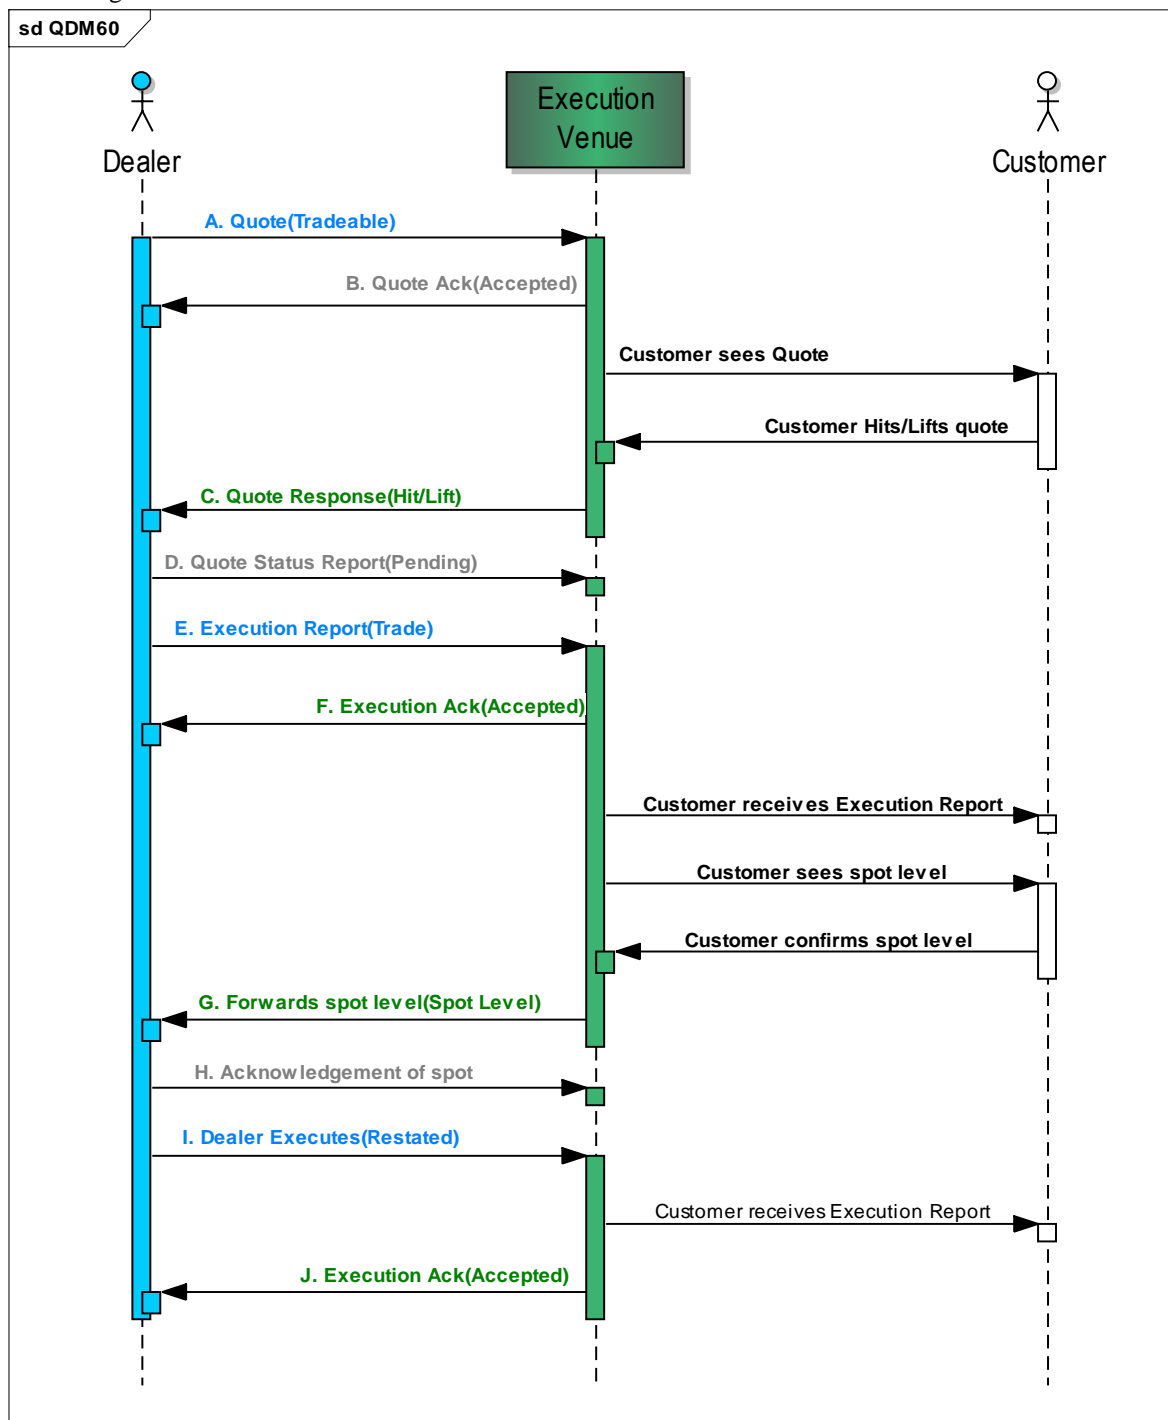 sd QDM60
Execution
Venue
Dealer
Customer
A. Quote(Tradeable)
B. Quote Ack(Accepted)
Customer sees Quote
Customer Hits/Lifts quote
C. Quote Response(Hit/Lift)
D. Quote Status Report(Pending)
E. Execution Report(Trade)
F. Execution Ack(Accepted)
Customer receives Execution Report
Customer sees spot level
Customer confirms spot level
G. Forwards spot level(Spot Level)
H. Acknowledgement of spot
I. Dealer Executes(Restated)
Customer receives Execution Report
J. Execution Ack(Accepted)